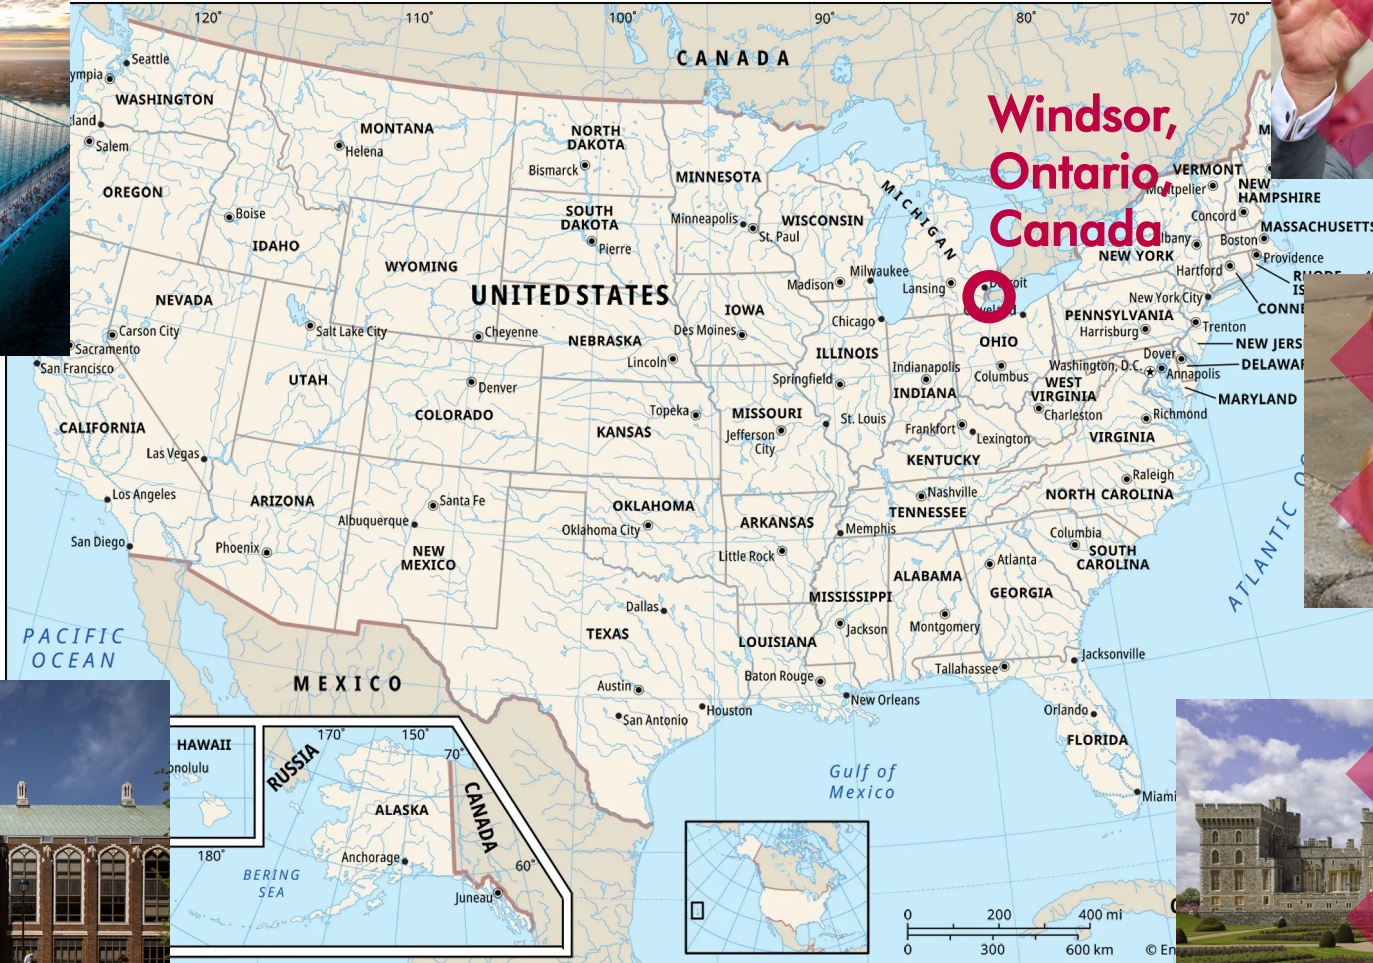 120°
110°
100°
90°
80°
70°
CANADA
Seattle
ympia
WASHINGTON
land
Salem
OREGON
MONTANA
Helena
NORTH
DAKOTA
Bismarck
MINNESOTA
Windsor,
Ontario,
Canada
VERMONT
Montpelier
NEW
HAMPSHIRE
Concord
MASSACHUSETTS
Boise
IDAHO
SOUTH
DAKOTA
Pierre
Minneapolis
St. Paul
WISCONSIN
MICHIGAN
lbany
NEW YORK
Boston
Providence
Hartford
WYOMING
UNITED STATES
Madison
Milwaukee
Lansing
CONNE
NEVADA
Carson City
Sacramento
San Francisco
Salt Lake City
Cheyenne
NEBRASKA
Lincoln
IOWA
Des Moines
Chicago
New York City
PENNSYLVANIA
Harrisburg
Trenton
NEW JERS
OHIO
Columbus
Dover
Washington, D.C.
Annapolis
DELAWAR
MARYLAND
UTAH
Denver
COLORADO
ILLINOIS
Springfield
Indianapolis
INDIANA
WEST
VIRGINIA
Charleston
Richmond
VIRGINIA
CALIFORNIA
Las Vegas
Topeka
KANSAS
MISSOURI
Jefferson
City
St. Louis
Frankfort
Lexington
KENTUCKY
Los Angeles
San Diego
ARIZONA
Phoenix
Santa Fe
Albuquerque
NEW
MEXICO
OKLAHOMA
Oklahoma City
ARKANSAS
Little Rock
Nashville
TENNESSEE
Memphis
Raleigh
NORTH CAROLINA
Columbia
SOUTH
CAROLINA
ATLANTIC O
Dallas
TEXAS
MISSISSIPPI
Jackson
ALABAMA
Montgomery
Atlanta
GEORGIA
PACIFIC
OCEAN
MEXICO
Austin
San Antonio
Houston
LOUISIANA
Baton Rouge
New Orleans
Tallahassee
Jacksonville
Orlando
FLORIDA
Miami
Gulf of
Mexico
HAWAII
onolulu
RUSSIA
170°
150°
70°
CANADA
ALASKA
Anchorage
180°
BERING
SEA
60°
Juneau
0 200 400 mi
0 300 600 km
© En